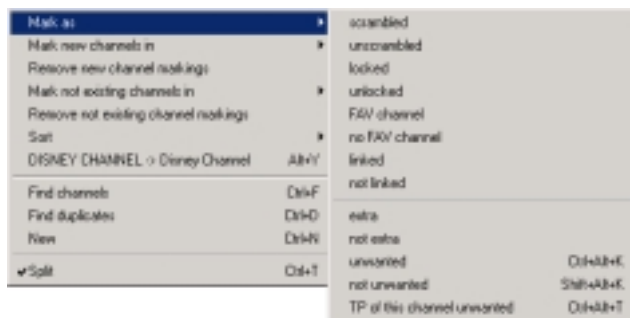 Mark as
Mark new channels in
Remove new channel markings
Mark not existing channels in
Remove not existing channel markings
Sort
DISNEY CHANNEL -> Disney Channel Alt+Y
Find channels Ctrl+F
Find duplicates Ctrl+D
New Ctrl+N
Split Ctrl+T
scrambled
unscrambled
locked
unlocked
FAV channel
no FAV channel
linked
not linked
extra
not extra
unwanted Ctrl+Alt+K
not unwanted Shift+Alt+K
TP of this channel unwanted Ctrl+Alt+T